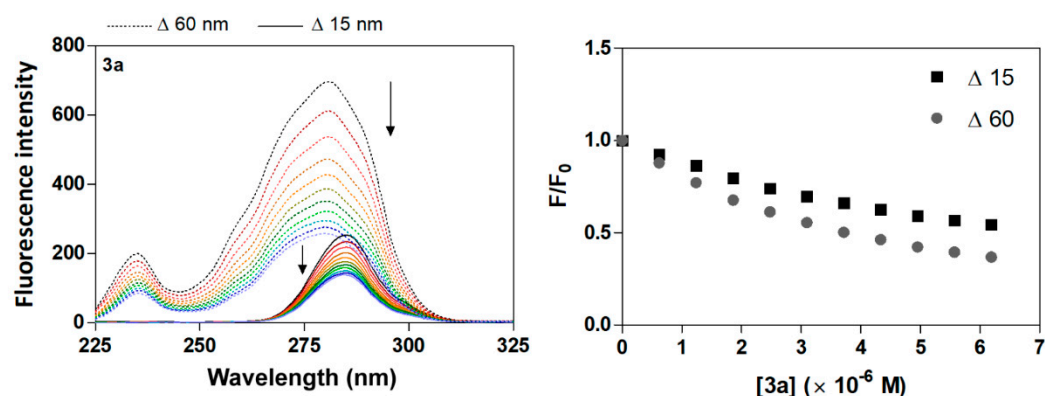 Δ 60 nm
Δ 15 nm
3a
800
600
400
200
0
225
250
275
300
325
Fluorescence intensity
Wavelength (nm)
1.5
1.0
0.5
0.0
0
1
2
3
4
5
6
7
F/F₀
[3a] (× 10⁻⁶ M)
Δ 15
Δ 60